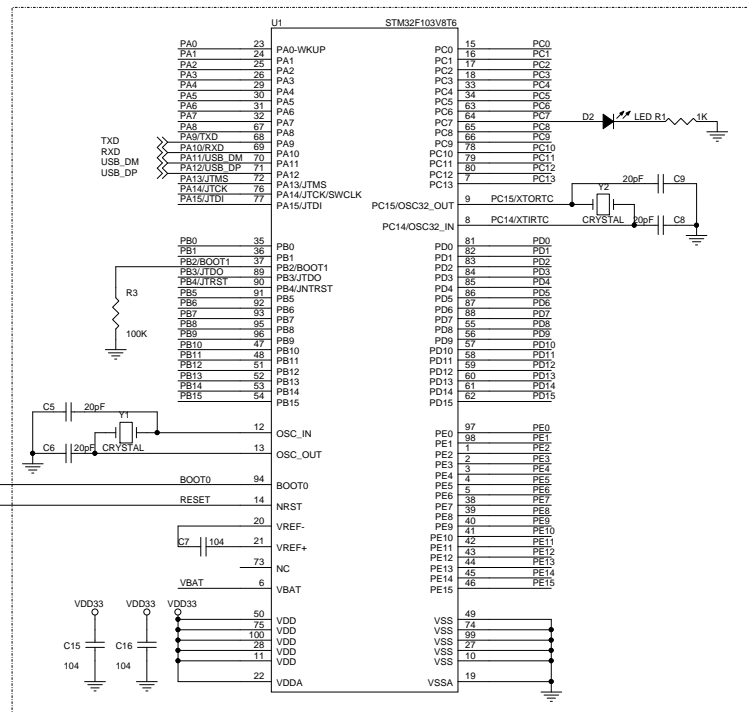 U1 STM32F103V8T6
PA0 23 PA0-WKUP PC0 15 PC0
PA1 24 PA1 PC1 16 PC1
PA2 25 PA2 PC2 17 PC2
PA3 26 PA3 PC3 18 PC3
PA4 29 PA4 PC4 33 PC4
PA5 30 PA5 PC5 34 PC5
PA6 31 PA6 PC6 63 PC6
PA7 32 PA7 PC7 64 PC7 D2 LED R1 1K
PA8 67 PA8 PC8 65 PC8
TXD PA9/TXD 68 PA9 PC9 66 PC9
RXD PA10/RXD 69 PA10 PC10 78 PC10
USB_DM PA11/USB_DM 70 PA11 PC11 79 PC11
USB_DP PA12/USB_DP 71 PA12 PC12 80 PC12
PA13/JTMS 72 PA13/JTMS PC13 7 PC13
PA14/JTCK 76 PA14/JTCK/SWCLK
PA15/JTDI 77 PA15/JTDI
20pF C9
PC15/OSC32_OUT 9 PC15/XTORTC Y2
PC14/OSC32_IN 8 PC14/XTIRTC CRYSTAL 20pF C8
PB0 35 PB0 PD0 81 PD0
PB1 36 PB1 PD1 82 PD1
PB2/BOOT1 37 PB2/BOOT1 PD2 83 PD2
PB3/JTDO 89 PB3/JTDO PD3 84 PD3
PB4/JTRST 90 PB4/JNTRST PD4 85 PD4
PB5 91 PB5 PD5 86 PD5
PB6 92 PB6 PD6 87 PD6
PB7 93 PB7 PD7 88 PD7
PB8 95 PB8 PD8 55 PD8
PB9 96 PB9 PD9 56 PD9
PB10 47 PB10 PD10 57 PD10
PB11 48 PB11 PD11 58 PD11
PB12 51 PB12 PD12 59 PD12
PB13 52 PB13 PD13 60 PD13
PB14 53 PB14 PD14 61 PD14
PB15 54 PB15 PD15 62 PD15
R3
100K
C5 20pF Y1
C6 20pF CRYSTAL
12 OSC_IN
13 OSC_OUT
PE0 97 PE0
PE1 98 PE1
PE2 1 PE2
PE3 2 PE3
PE4 3 PE4
PE5 4 PE5
PE6 5 PE6
PE7 38 PE7
PE8 39 PE8
PE9 40 PE9
PE10 41 PE10
PE11 42 PE11
PE12 43 PE12
PE13 44 PE13
PE14 45 PE14
PE15 46 PE15
BOOT0 94 BOOT0
RESET 14 NRST
20 VREF-
C7 104 21 VREF+
73 NC
VBAT 6 VBAT
VDD33 VDD33 VDD33
50 VDD VSS 49
75 VDD VSS 74
100 VDD VSS 99
28 VDD VSS 27
11 VDD VSS 10
22 VDDA VSSA 19
C15 C16
104 104